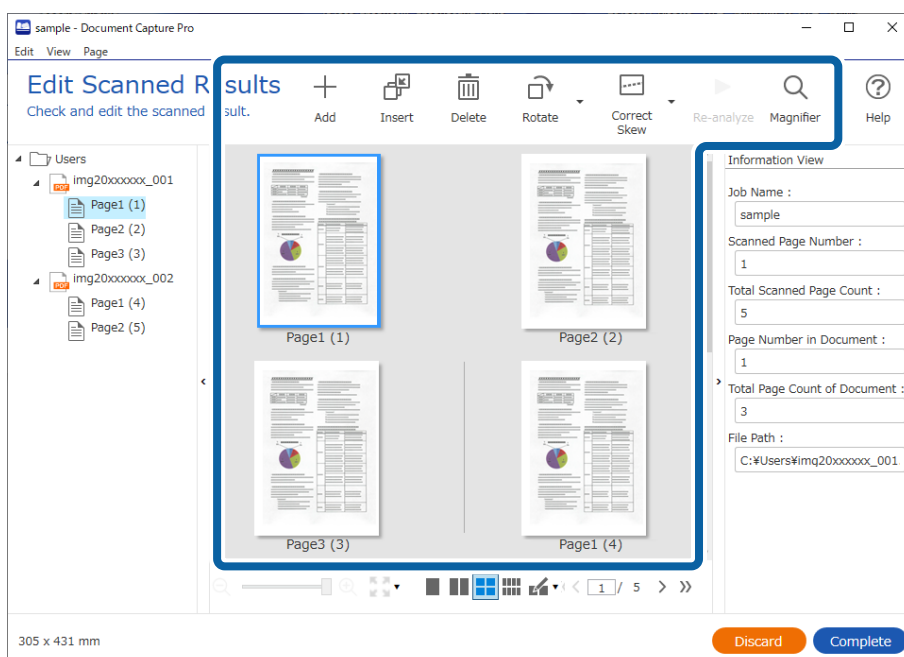 sample - Document Capture Pro
Edit View Page
Edit Scanned R sults
Check and edit the scanned sult.
Add
Insert
Delete
Rotate
Correct
Skew
Re-analyze
Magnifier
Help
Users
PDF img20xxxxxx_001
Page1 (1)
Page2 (2)
Page3 (3)
PDF img20xxxxxx_002
Page1 (4)
Page2 (5)
Page1 (1)
Page2 (2)
Page3 (3)
Page1 (4)
Information View
Job Name :
sample
Scanned Page Number :
1
Total Scanned Page Count :
5
Page Number in Document :
1
Total Page Count of Document :
3
File Path :
C:¥Users¥img20xxxxxx_001
1 / 5
305 x 431 mm
Discard
Complete